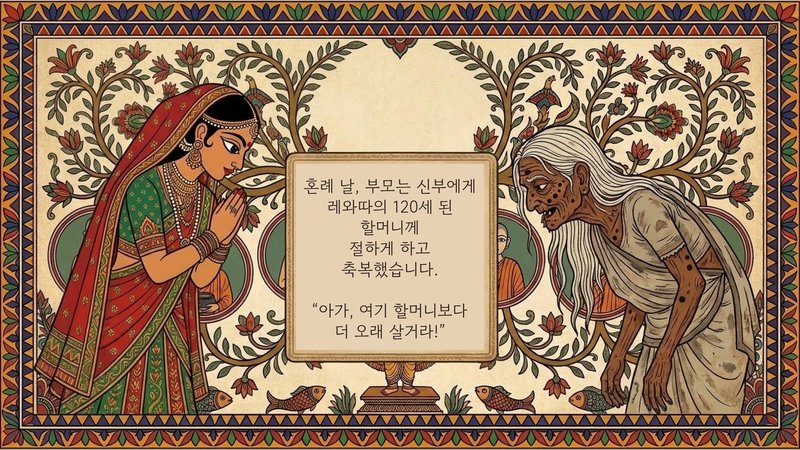 혼례 날, 부모는 신부에게
레와따의 120세 된
할머니께
절하게 하고
축복했습니다.
“아가, 여기 할머니보다
더 오래 살거라!”